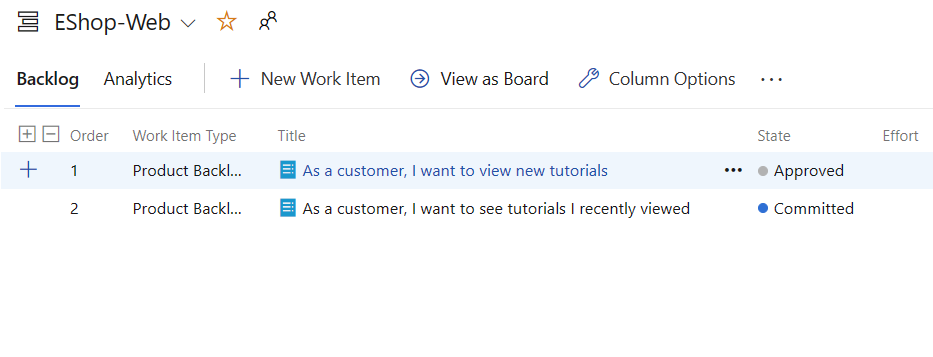 EShop-Web
Backlog Analytics New Work Item View as Board Column Options ...
Order Work Item Type Title State Effort
1 Product Backl... As a customer, I want to view new tutorials ... Approved
2 Product Backl... As a customer, I want to see tutorials I recently viewed Committed